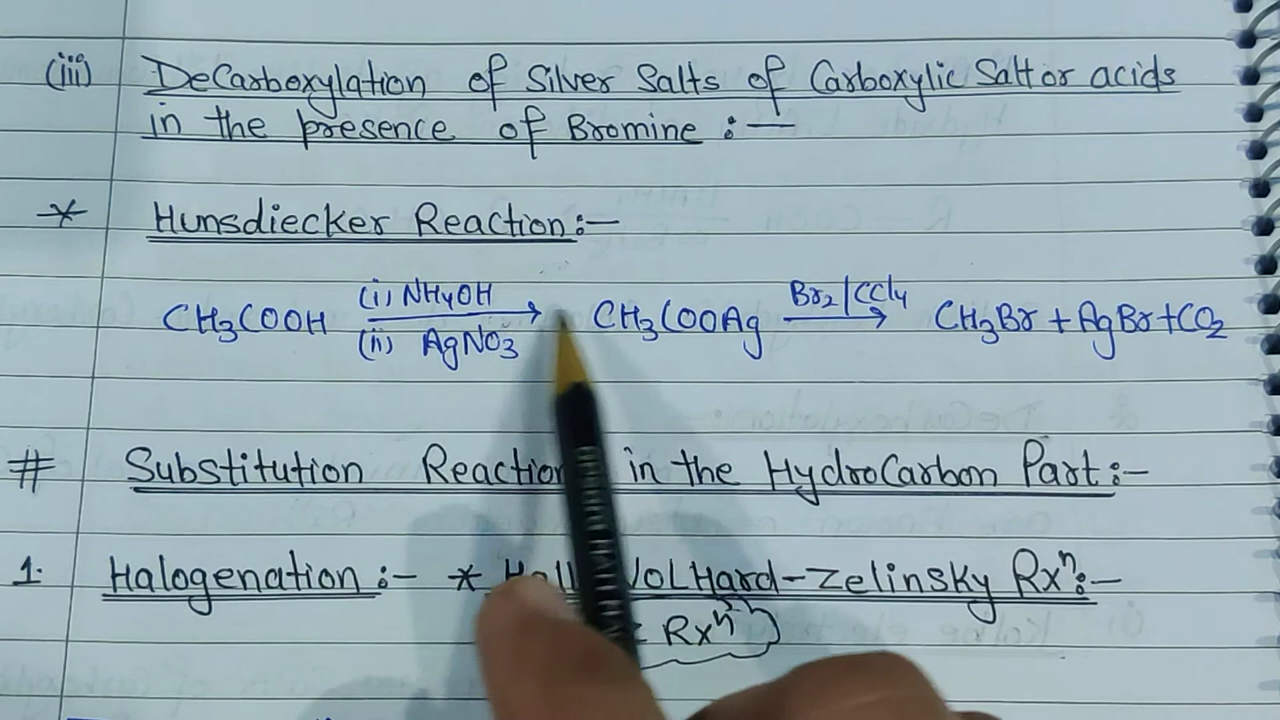 (iii) DeCarboxylation of Silver Salts of Carboxylic Salt or acids
in the presence of Bromine :—
* Hunsdiecker Reaction:—
CH3COOH (i) NH4OH (ii) AgNO3 → CH3COOAg Br2/CCl4 → CH3Br + AgBr + CO2
# Substitution Reaction in the HydroCarbon Part:—
1. Halogenation :— * VolHard-Zelinsky Rxⁿ:—
Rxⁿ)